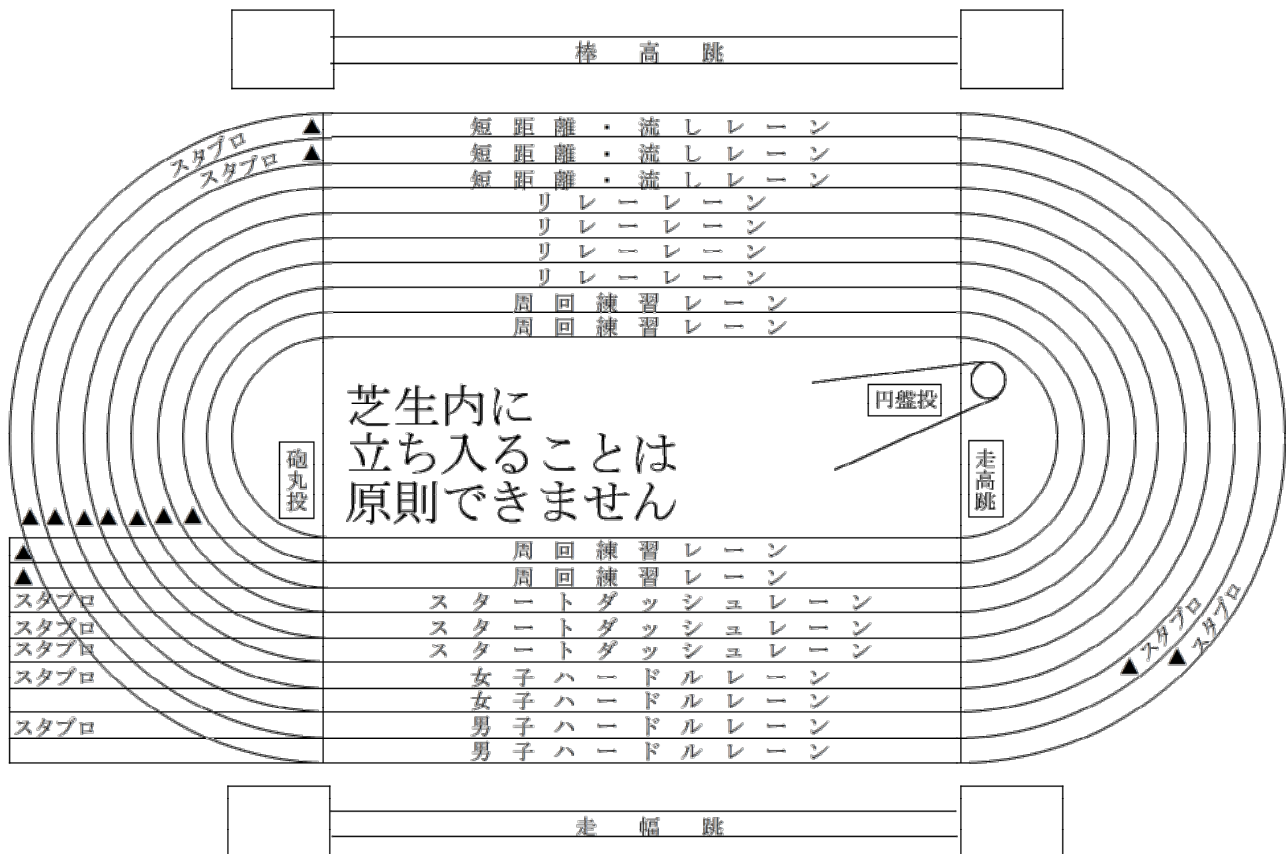 棒高跳
短距離・流しレーン
スタブロ
短距離・流しレーン
スタブロ
短距離・流しレーン
リレーレーン
リレーレーン
リレーレーン
リレーレーン
周回練習レーン
周回練習レーン
芝生内に
立ち入ることは
原則できません
円盤投
砲丸投
走高跳
周回練習レーン
周回練習レーン
スタブロ
スタートダッシュレーン
スタブロ
スタートダッシュレーン
スタブロ
スタートダッシュレーン
スタブロ
スタブロ
スタブロ
女子ハードルレーン
女子ハードルレーン
スタブロ
男子ハードルレーン
男子ハードルレーン
走幅跳